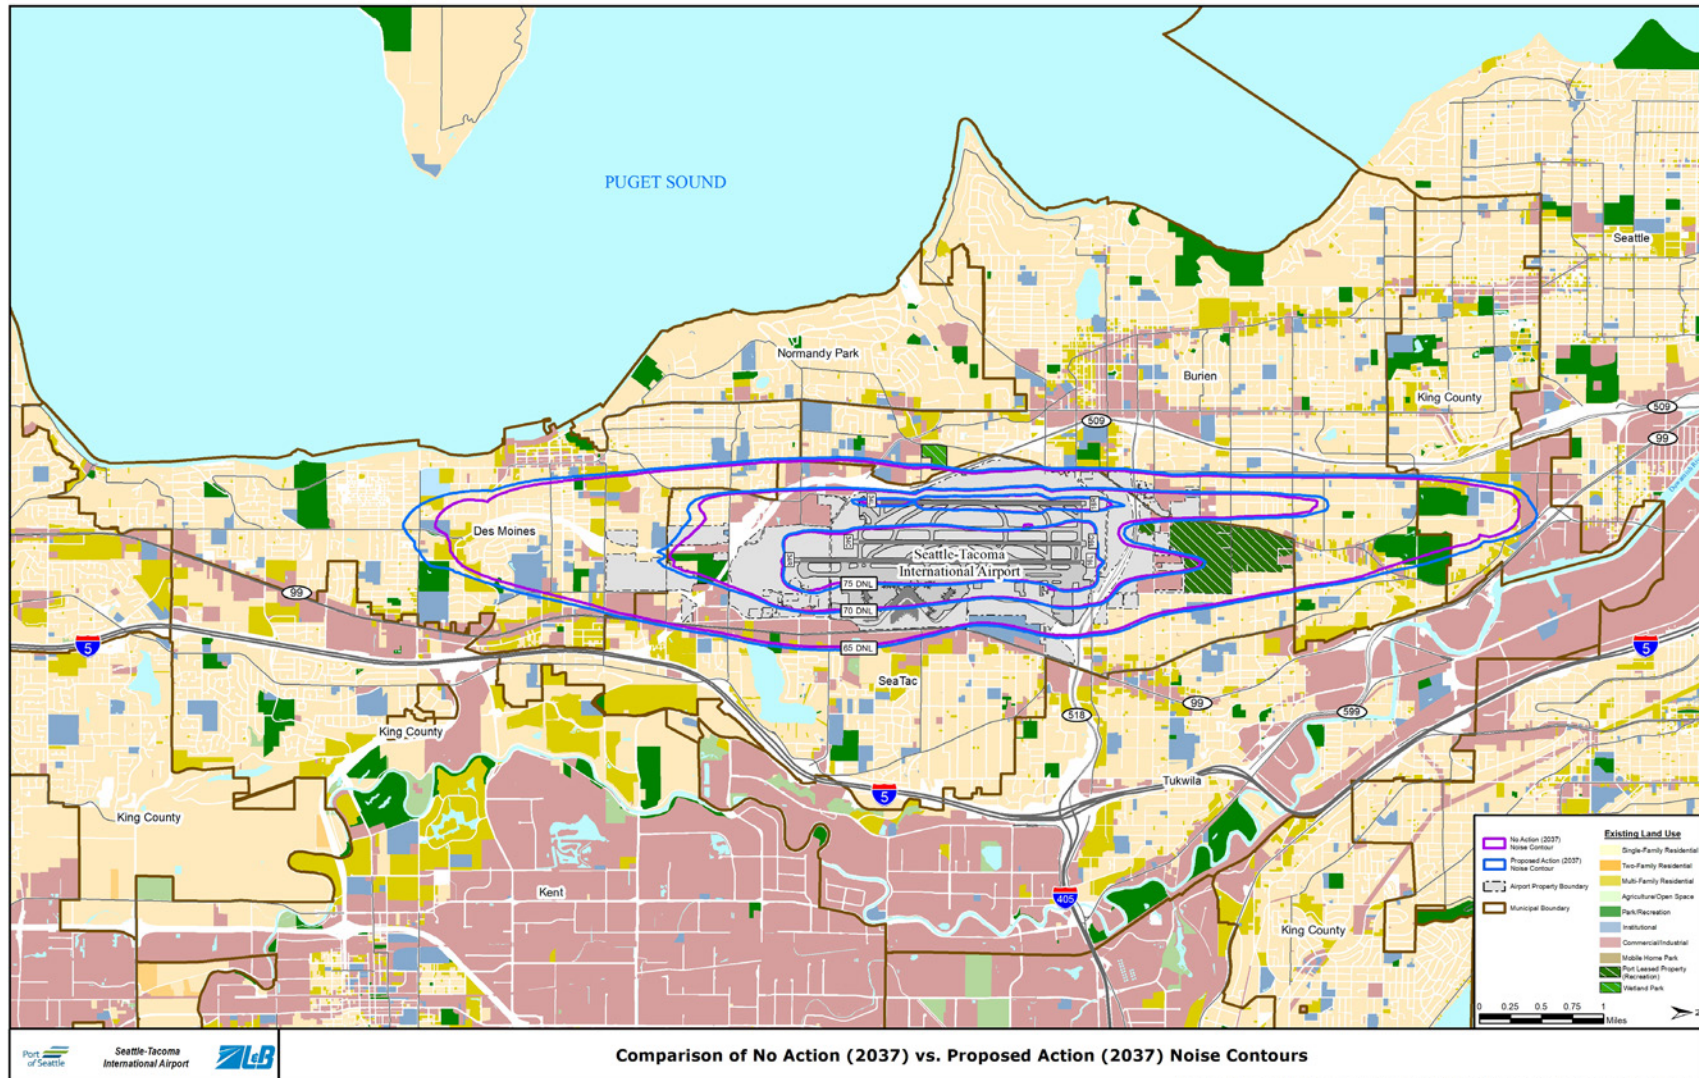 PUGET SOUND
Seattle
Normandy Park
Burien
King County
509
509
99
Des Moines
Seattle-Tacoma
International Airport
75 DNL
70 DNL
65 DNL
99
5
5
SeaTac
518
99
599
King County
Tukwila
5
King County
Kent
405
King County
No Action (2037)
Noise Contour
Proposed Action (2037)
Noise Contour
Airport Property Boundary
Municipal Boundary
Existing Land Use
Single-Family Residential
Two-Family Residential
Multi-Family Residential
Agriculture/Open Space
Park/Recreation
Institutional
Commercial/Industrial
Mobile Home Park
Port Leased Property
(Recreation)
Wetland Park
0 0.25 0.5 0.75 1
Miles
Port
of Seattle
Seattle-Tacoma
International Airport
L&B
Comparison of No Action (2037) vs. Proposed Action (2037) Noise Contours